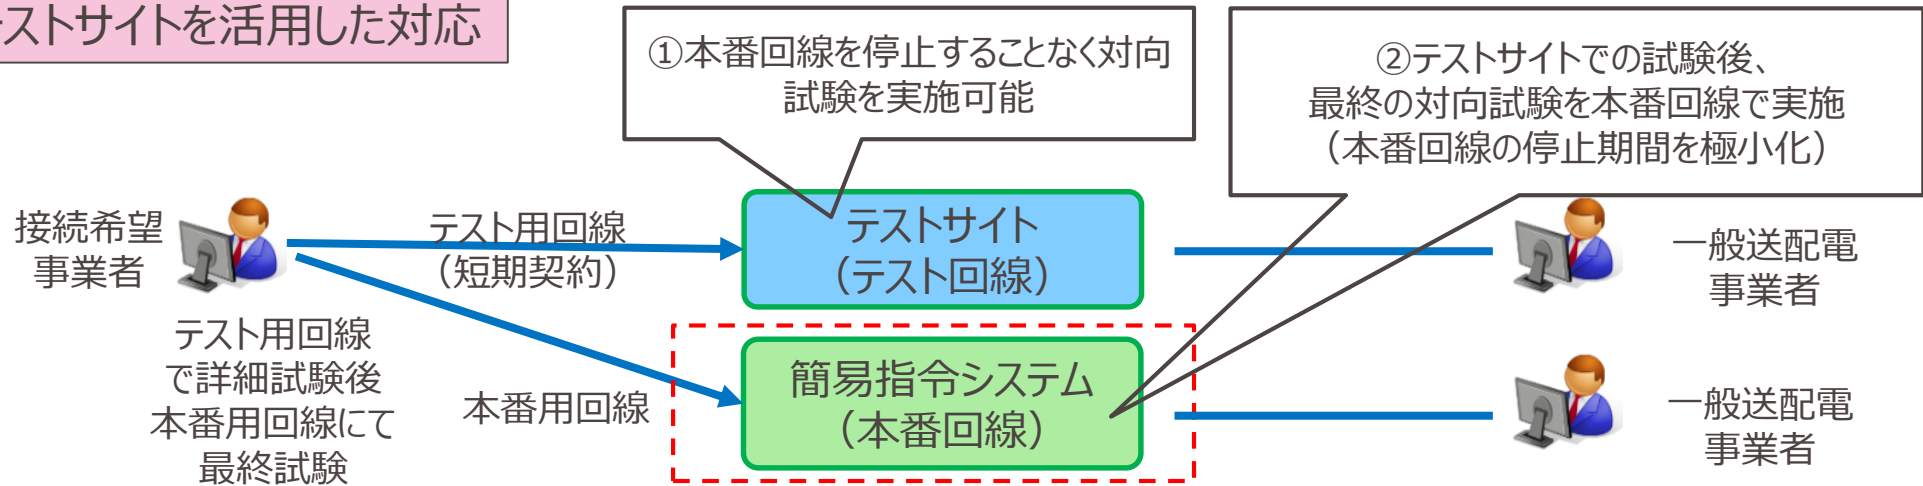 ストサイトを活用した対応
①本番回線を停止することなく対向
試験を実施可能
②テストサイトでの試験後、
最終の対向試験を本番回線で実施
（本番回線の停止期間を極小化）
接続希望
事業者
テスト用回線
（短期契約）
テストサイト
（テスト回線）
一般送配電
事業者
テスト用回線
で詳細試験後
本番用回線にて
最終試験
本番用回線
簡易指令システム
（本番回線）
一般送配電
事業者